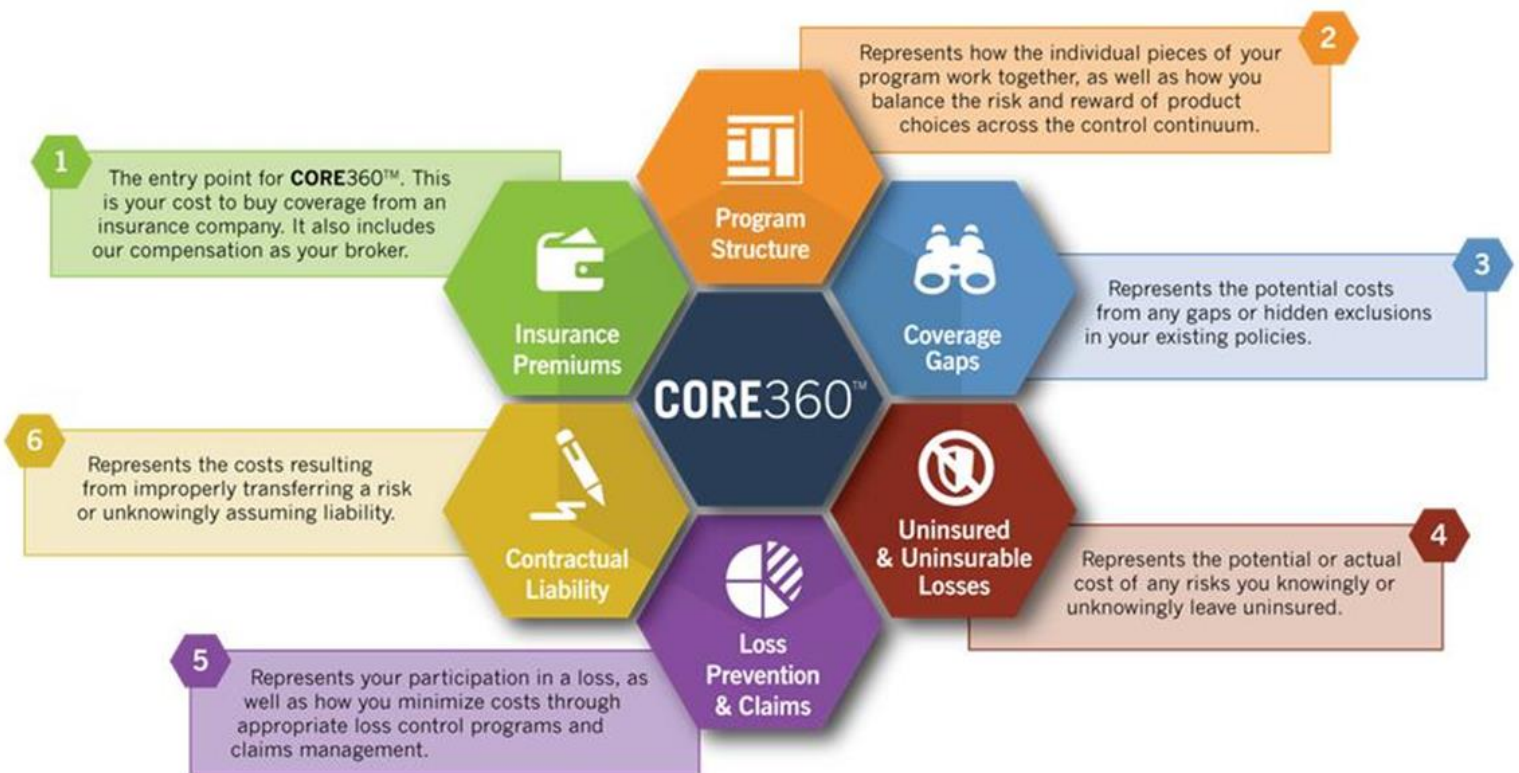 1
The entry point for CORE360™. This
is your cost to buy coverage from an
insurance company. It also includes
our compensation as your broker.
Insurance
Premiums
2
Represents how the individual pieces of your
program work together, as well as how you
balance the risk and reward of product
choices across the control continuum.
Program
Structure
3
Represents the potential costs
from any gaps or hidden exclusions
in your existing policies.
Coverage
Gaps
CORE360™
4
Represents the potential or actual
cost of any risks you knowingly or
unknowingly leave uninsured.
Uninsured
& Uninsurable
Losses
5
Represents your participation in a loss, as
well as how you minimize costs through
appropriate loss control programs and
claims management.
Loss
Prevention
& Claims
6
Represents the costs resulting
from improperly transferring a risk
or unknowingly assuming liability.
Contractual
Liability